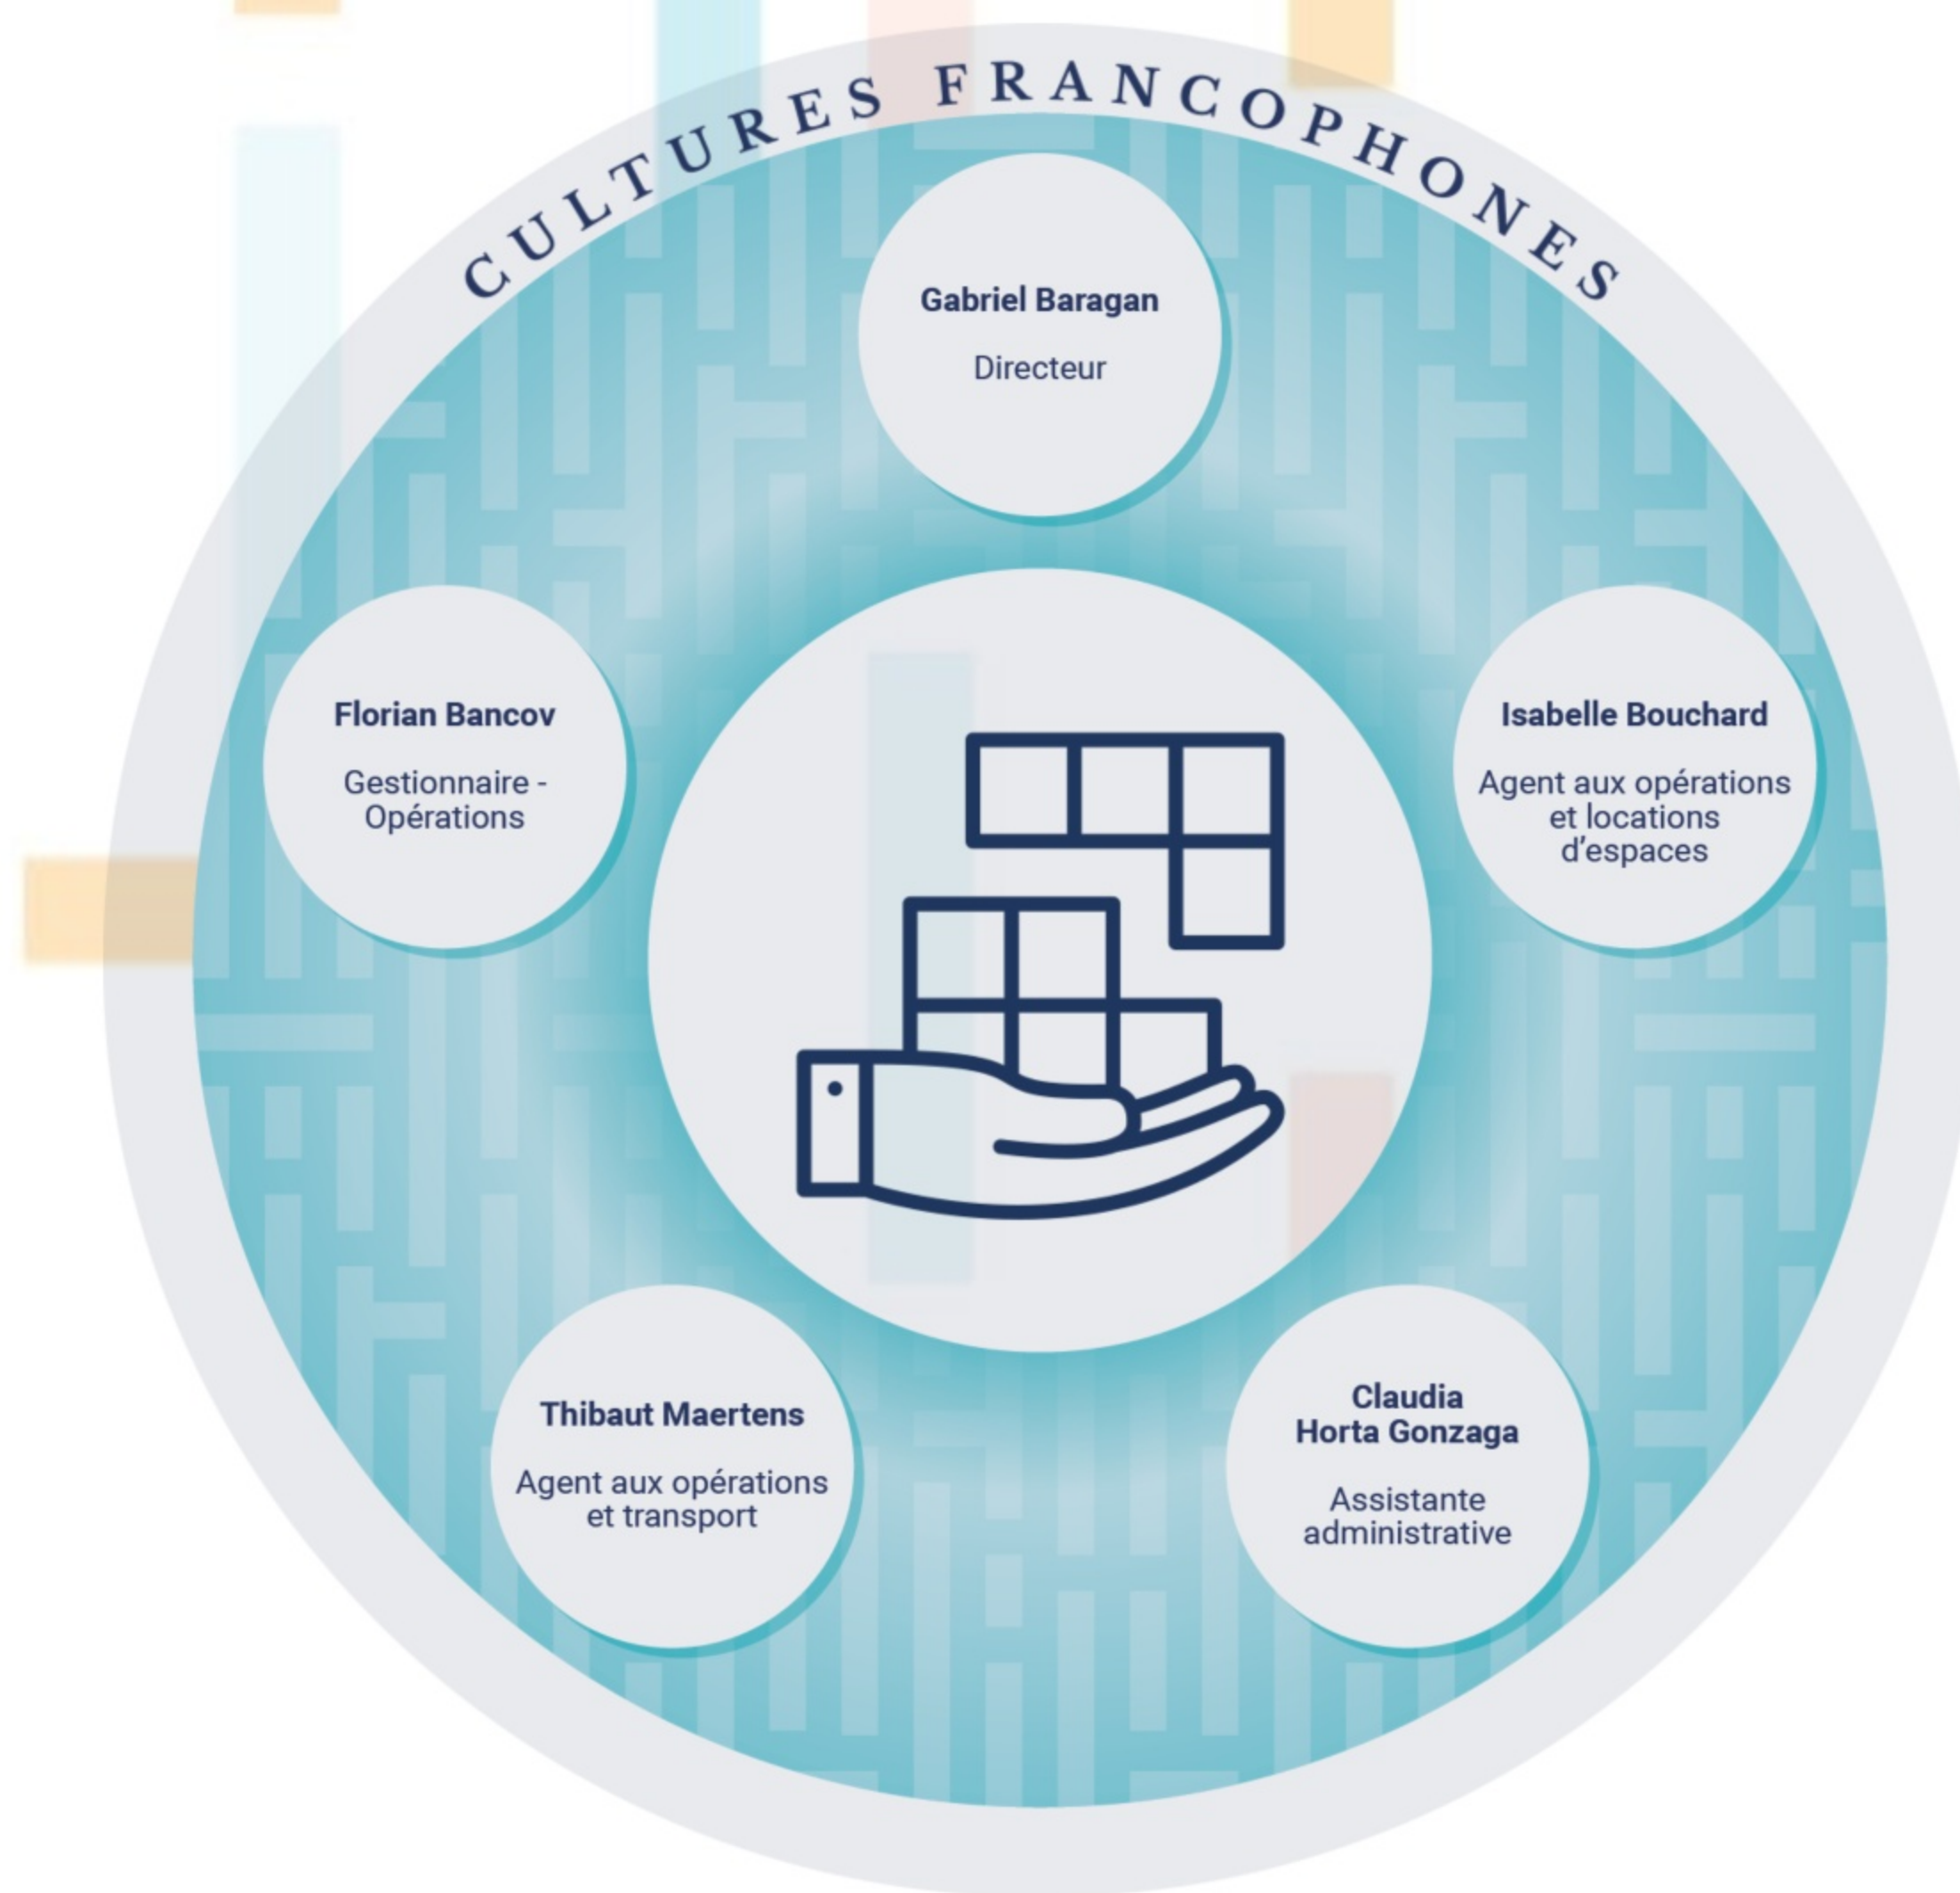 CULTURES FRANCOPHONES
Gabriel Baragan
Directeur
Florian Bancov
Gestionnaire -
Opérations
Isabelle Bouchard
Agent aux opérations
et locations
d’espaces
Thibaut Maertens
Agent aux opérations
et transport
Claudia
Horta Gonzaga
Assistante
administrative